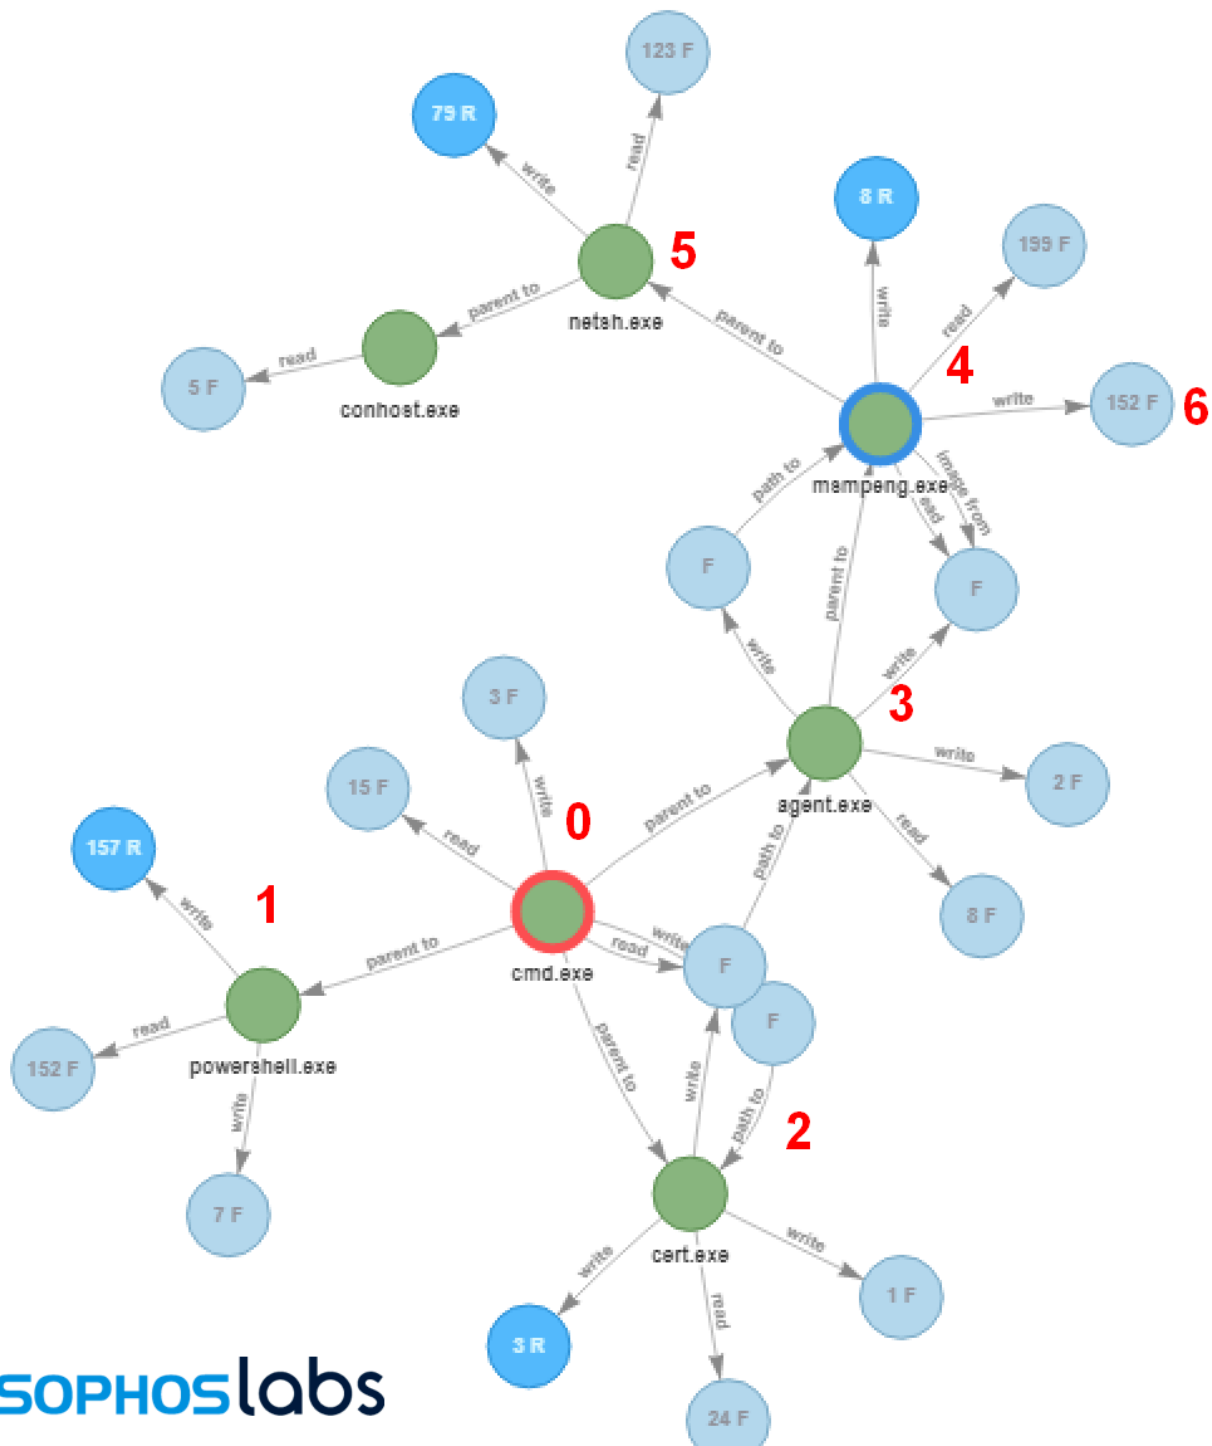 123 F
79 R
read
write
8 R
199 F
5
netsh.exe
parent to
parent to
write
read
4
read
5 F
conhost.exe
write
152 F
6
msmpeng.exe
path to
image from
ead
F
F
parent to
write
write
3
3 F
15 F
write
read
0
parent to
agent.exe
write
2 F
read
path to
8 F
157 R
write
1
parent to
cmd.exe
write
read
F
F
powershell.exe
read
152 F
write
7 F
parent to
write
path to
2
cert.exe
write
write
1 F
3 R
read
24 F
SOPHOSlabs